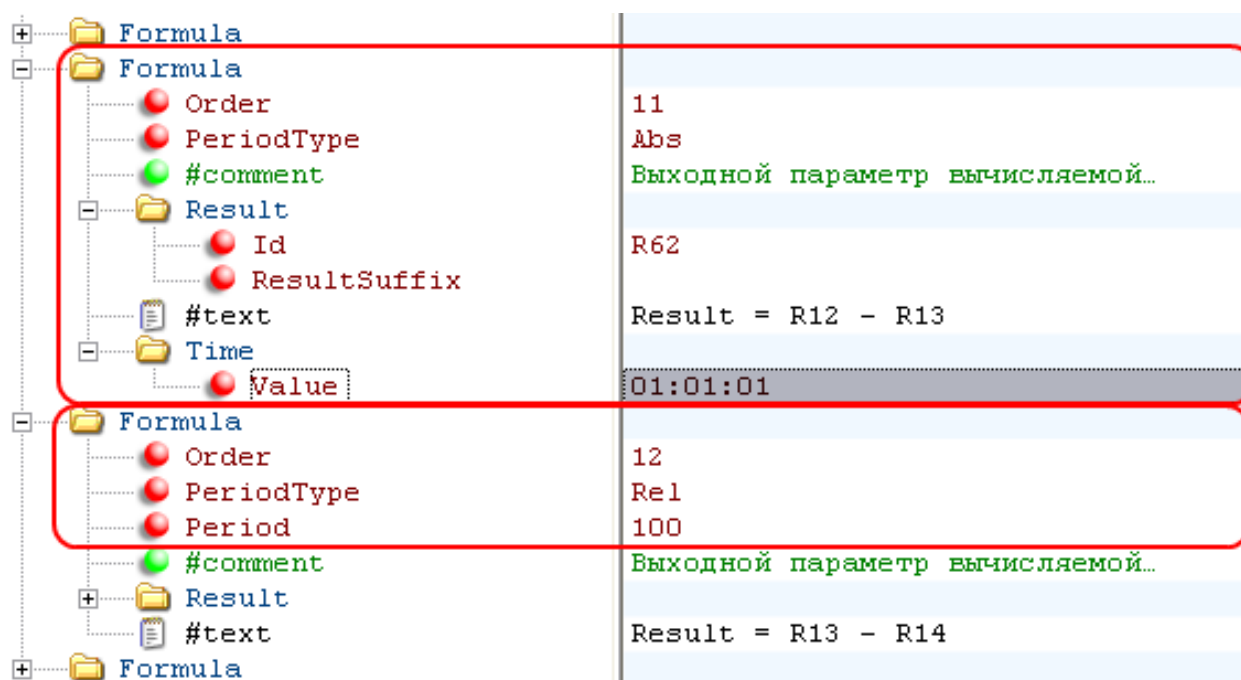 Formula
Formula
Order 11
PeriodType Abs
#comment Выходной параметр вычисляемой…
Result
Id R62
ResultSuffix
#text Result = R12 - R13
Time
Value 01:01:01
Formula
Order 12
PeriodType Rel
Period 100
#comment Выходной параметр вычисляемой…
Result
#text Result = R13 - R14
Formula